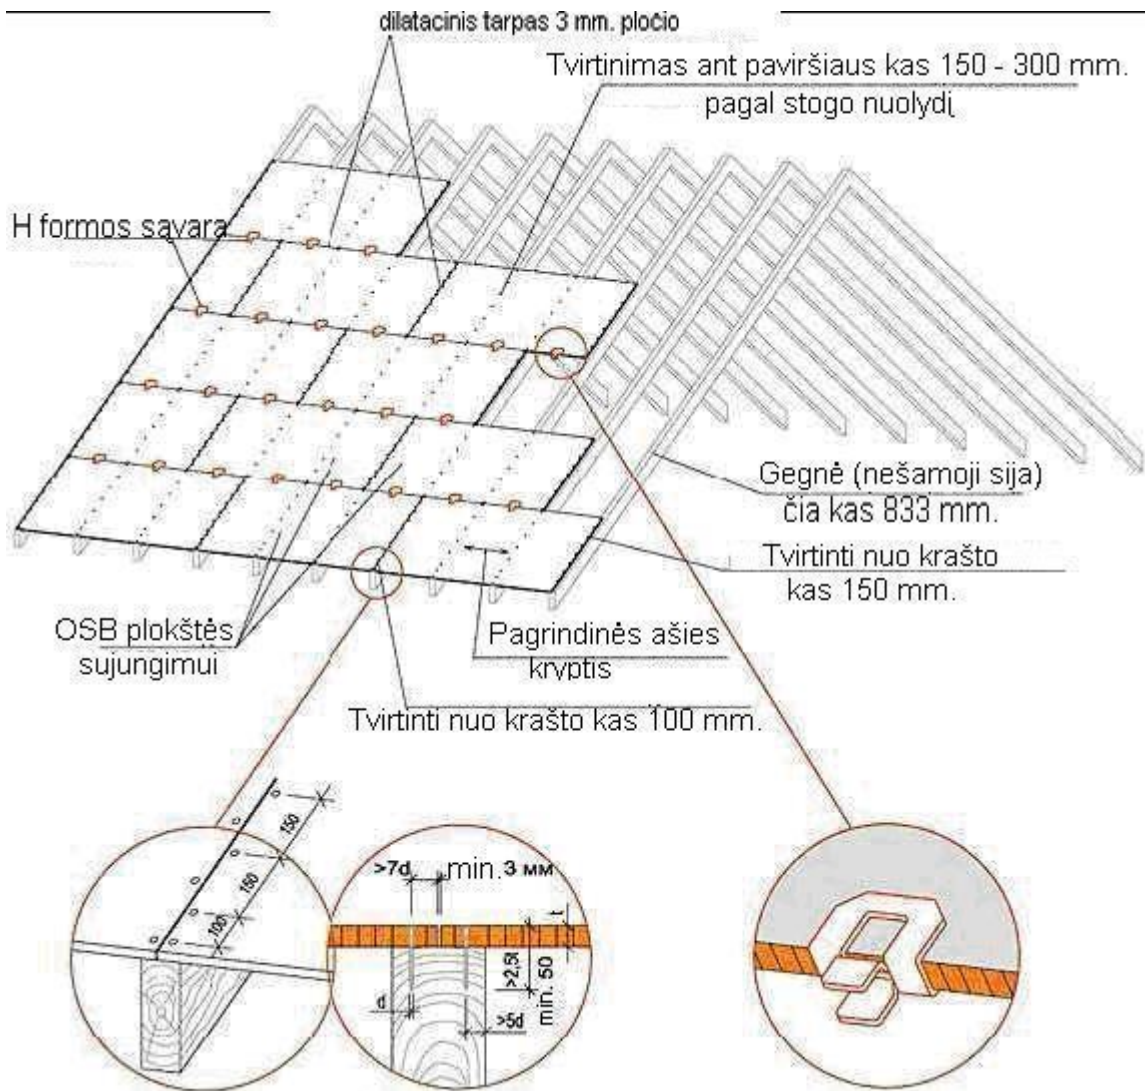 dilatacinis tarpas 3 mm. pločio
Tvirtinimas ant paviršiaus kas 150 - 300 mm.
pagal stogo nuolydį
H formos savara
Gegnė (nešamoji sija)
čia kas 833 mm.
Tvirtinti nuo krašto
kas 150 mm.
OSB plokštės
sujungimui
Pagrindinės ašies
kryptis
Tvirtinti nuo krašto kas 100 mm.
150
150
100
>7d
min. 3 мм
t
>2,5t
min. 50
d
>5d